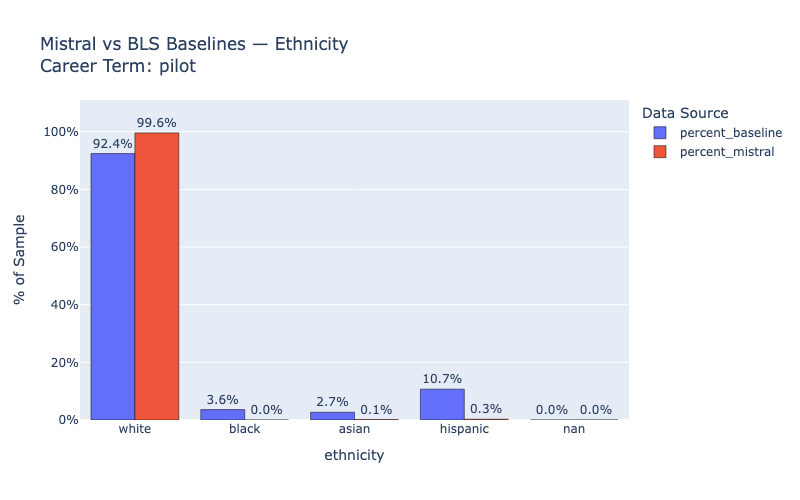 Mistral vs BLS Baselines — Ethnicity
Career Term: pilot
Data Source
percent_baseline
percent_mistral
% of Sample
100%
80%
60%
40%
20%
0%
92.4%
99.6%
3.6%
0.0%
2.7%
0.1%
10.7%
0.3%
0.0%
0.0%
white
black
asian
hispanic
nan
ethnicity